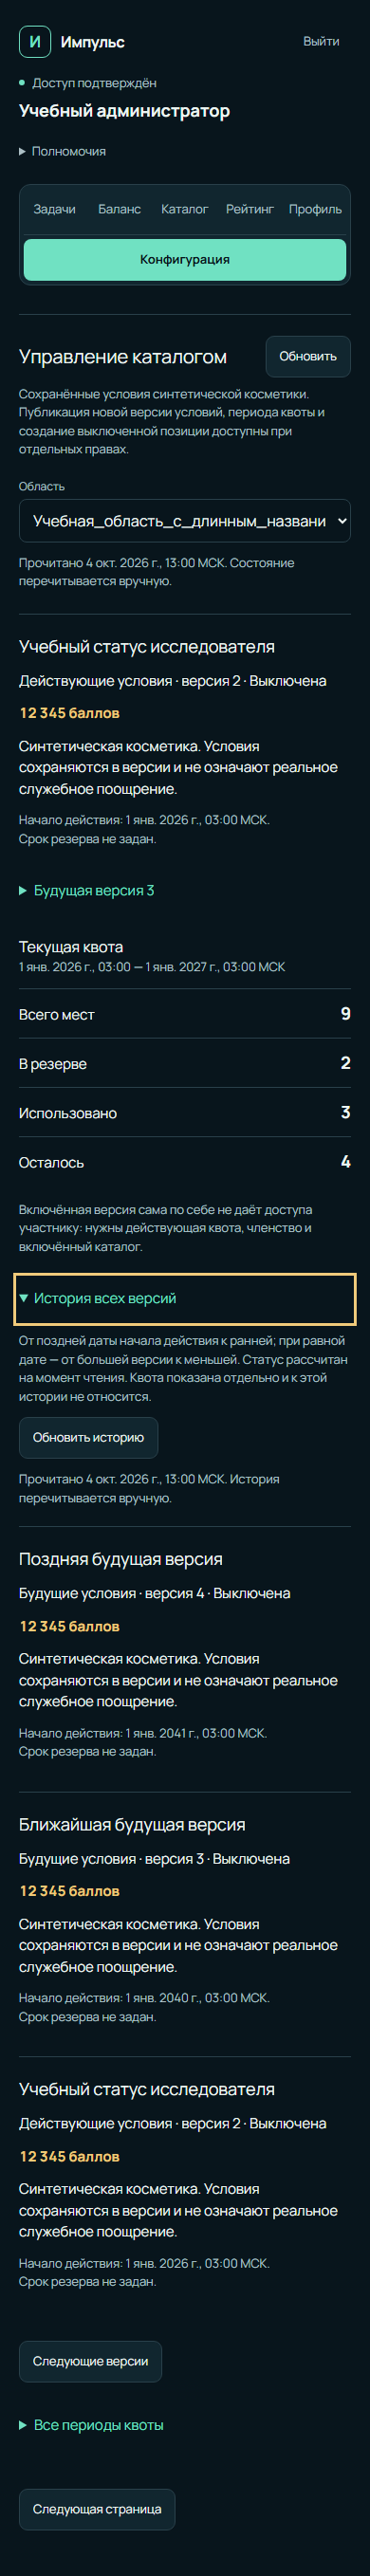 И Импульс Выйти
Доступ подтверждён
Учебный администратор
Полномочия
Задачи Баланс Каталог Рейтинг Профиль
Конфигурация
Управление каталогом Обновить
Сохранённые условия синтетической косметики.
Публикация новой версии условий, периода квоты и
создание выключенной позиции доступны при
отдельных правах.
Область
Учебная_область_с_длинным_названи
Прочитано 4 окт. 2026 г., 13:00 МСК. Состояние
перечитывается вручную.
Учебный статус исследователя
Действующие условия · версия 2 · Выключена
12 345 баллов
Синтетическая косметика. Условия
сохраняются в версии и не означают реальное
служебное поощрение.
Начало действия: 1 янв. 2026 г., 03:00 МСК.
Срок резерва не задан.
Будущая версия 3
Текущая квота
1 янв. 2026 г., 03:00 — 1 янв. 2027 г., 03:00 МСК
Всего мест 9
В резерве 2
Использовано 3
Осталось 4
Включённая версия сама по себе не даёт доступа
участнику: нужны действующая квота, членство и
включённый каталог.
История всех версий
От поздней даты начала действия к ранней; при равной
дате — от большей версии к меньшей. Статус рассчитан
на момент чтения. Квота показана отдельно и к этой
истории не относится.
Обновить историю
Прочитано 4 окт. 2026 г., 13:00 МСК. История
перечитывается вручную.
Поздняя будущая версия
Будущие условия · версия 4 · Выключена
12 345 баллов
Синтетическая косметика. Условия
сохраняются в версии и не означают реальное
служебное поощрение.
Начало действия: 1 янв. 2041 г., 03:00 МСК.
Срок резерва не задан.
Ближайшая будущая версия
Будущие условия · версия 3 · Выключена
12 345 баллов
Синтетическая косметика. Условия
сохраняются в версии и не означают реальное
служебное поощрение.
Начало действия: 1 янв. 2040 г., 03:00 МСК.
Срок резерва не задан.
Учебный статус исследователя
Действующие условия · версия 2 · Выключена
12 345 баллов
Синтетическая косметика. Условия
сохраняются в версии и не означают реальное
служебное поощрение.
Начало действия: 1 янв. 2026 г., 03:00 МСК.
Срок резерва не задан.
Следующие версии
Все периоды квоты
Следующая страница